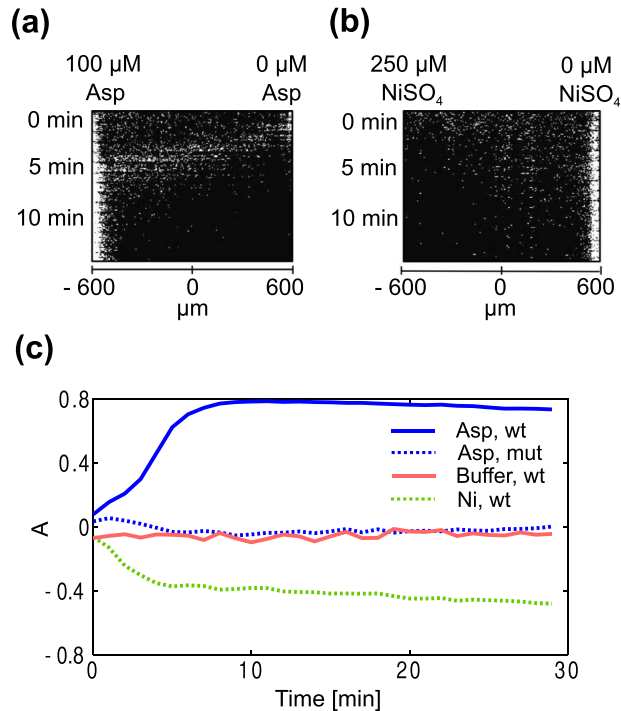 (a)
100 µM 0 µM
Asp Asp
0 min
5 min
10 min
- 600 0 600
µm
(b)
250 µM 0 µM
NiSO₄ NiSO₄
0 min
5 min
10 min
- 600 0 600
µm
(c)
0.8
0.4
0
- 0.4
- 0.8
A
Asp, wt
Asp, mut
Buffer, wt
Ni, wt
0 10 20 30
Time [min]